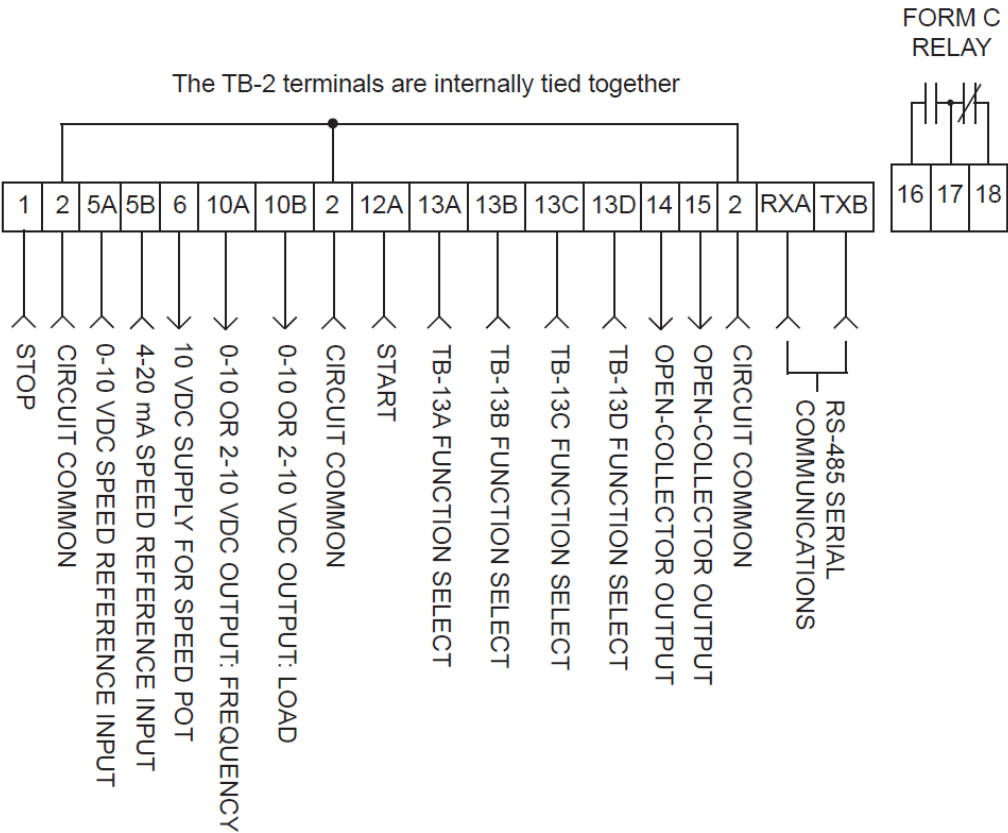 FORM C
RELAY
The TB-2 terminals are internally tied together
1 2 5A 5B 6 10A 10B 2 12A 13A 13B 13C 13D 14 15 2 RXA TXB
16 17 18
STOP
CIRCUIT COMMON
0-10 VDC SPEED REFERENCE INPUT
4-20 mA SPEED REFERENCE INPUT
10 VDC SUPPLY FOR SPEED POT
0-10 OR 2-10 VDC OUTPUT: FREQUENCY
0-10 OR 2-10 VDC OUTPUT: LOAD
CIRCUIT COMMON
START
TB-13A FUNCTION SELECT
TB-13B FUNCTION SELECT
TB-13C FUNCTION SELECT
TB-13D FUNCTION SELECT
OPEN-COLLECTOR OUTPUT
OPEN-COLLECTOR OUTPUT
CIRCUIT COMMON
RS-485 SERIAL
COMMUNICATIONS